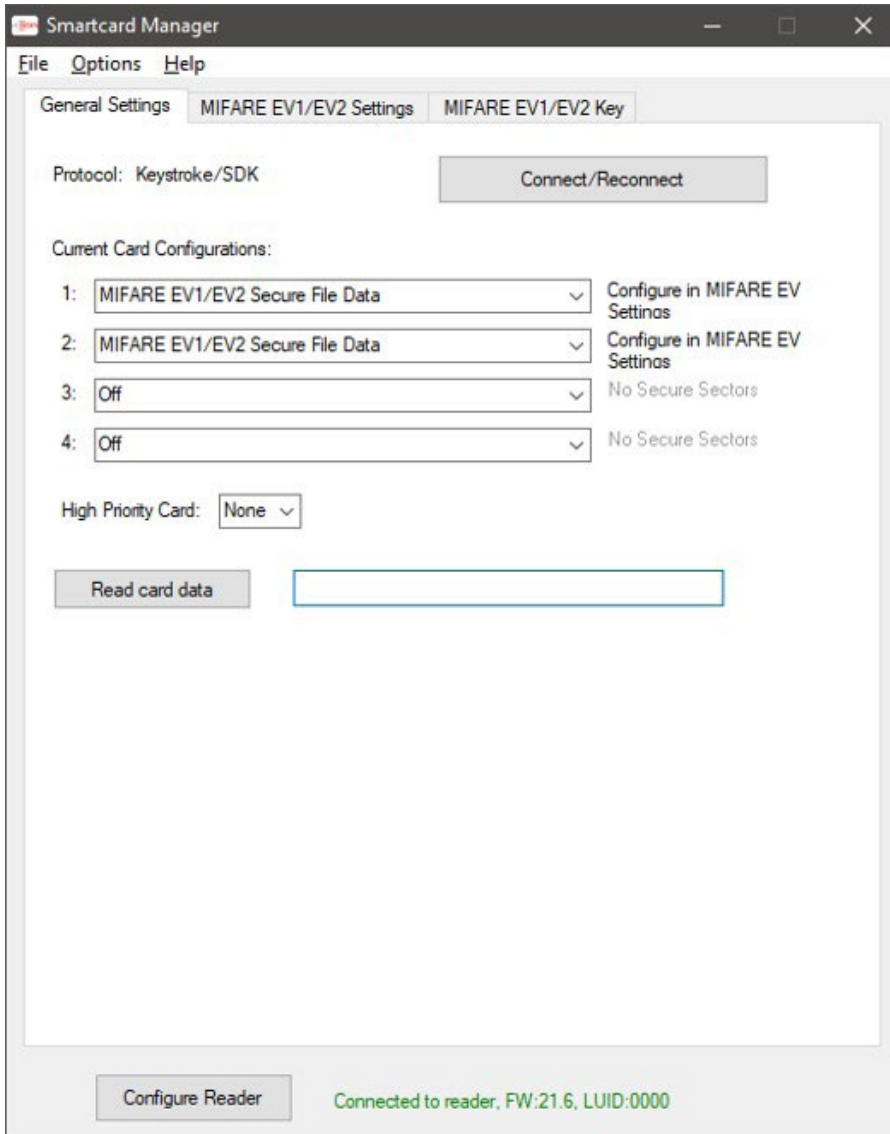 Smartcard Manager
File Options Help
General Settings MIFARE EV1/EV2 Settings MIFARE EV1/EV2 Key
Protocol: Keystroke/SDK Connect/Reconnect
Current Card Configurations:
1: MIFARE EV1/EV2 Secure File Data Configure in MIFARE EV
Settings
2: MIFARE EV1/EV2 Secure File Data Configure in MIFARE EV
Settings
3: Off No Secure Sectors
4: Off No Secure Sectors
High Priority Card: None
Read card data
Configure Reader Connected to reader, FW:21.6, LUID:0000